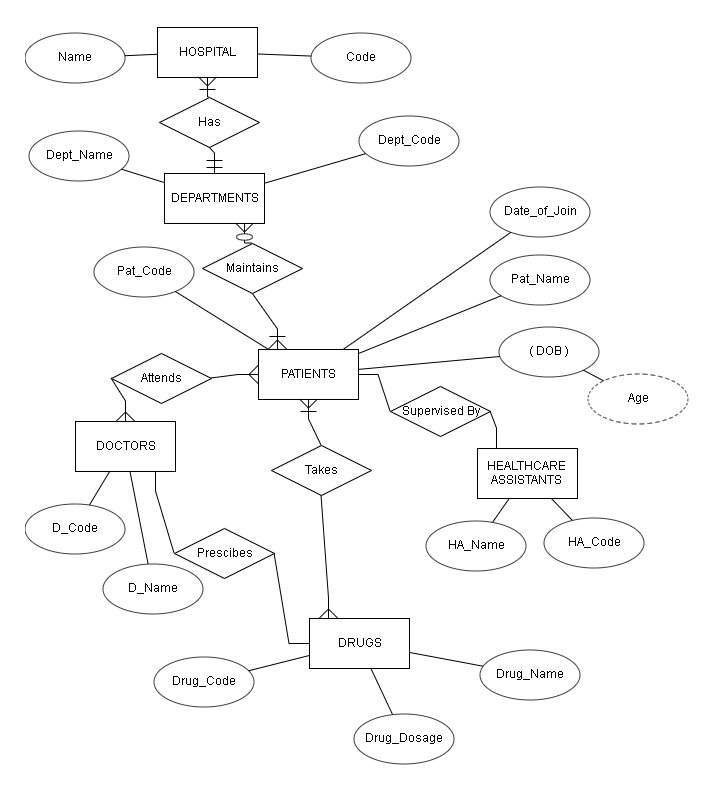 HOSPITAL
Name
Code
Has
Dept_Name
Dept_Code
DEPARTMENTS
Date_of_Join
Maintains
Pat_Code
Pat_Name
( DOB )
PATIENTS
Attends
Age
Supervised By
DOCTORS
HEALTHCARE
ASSISTANTS
Takes
D_Code
HA_Name
HA_Code
Prescibes
D_Name
DRUGS
Drug_Code
Drug_Name
Drug_Dosage